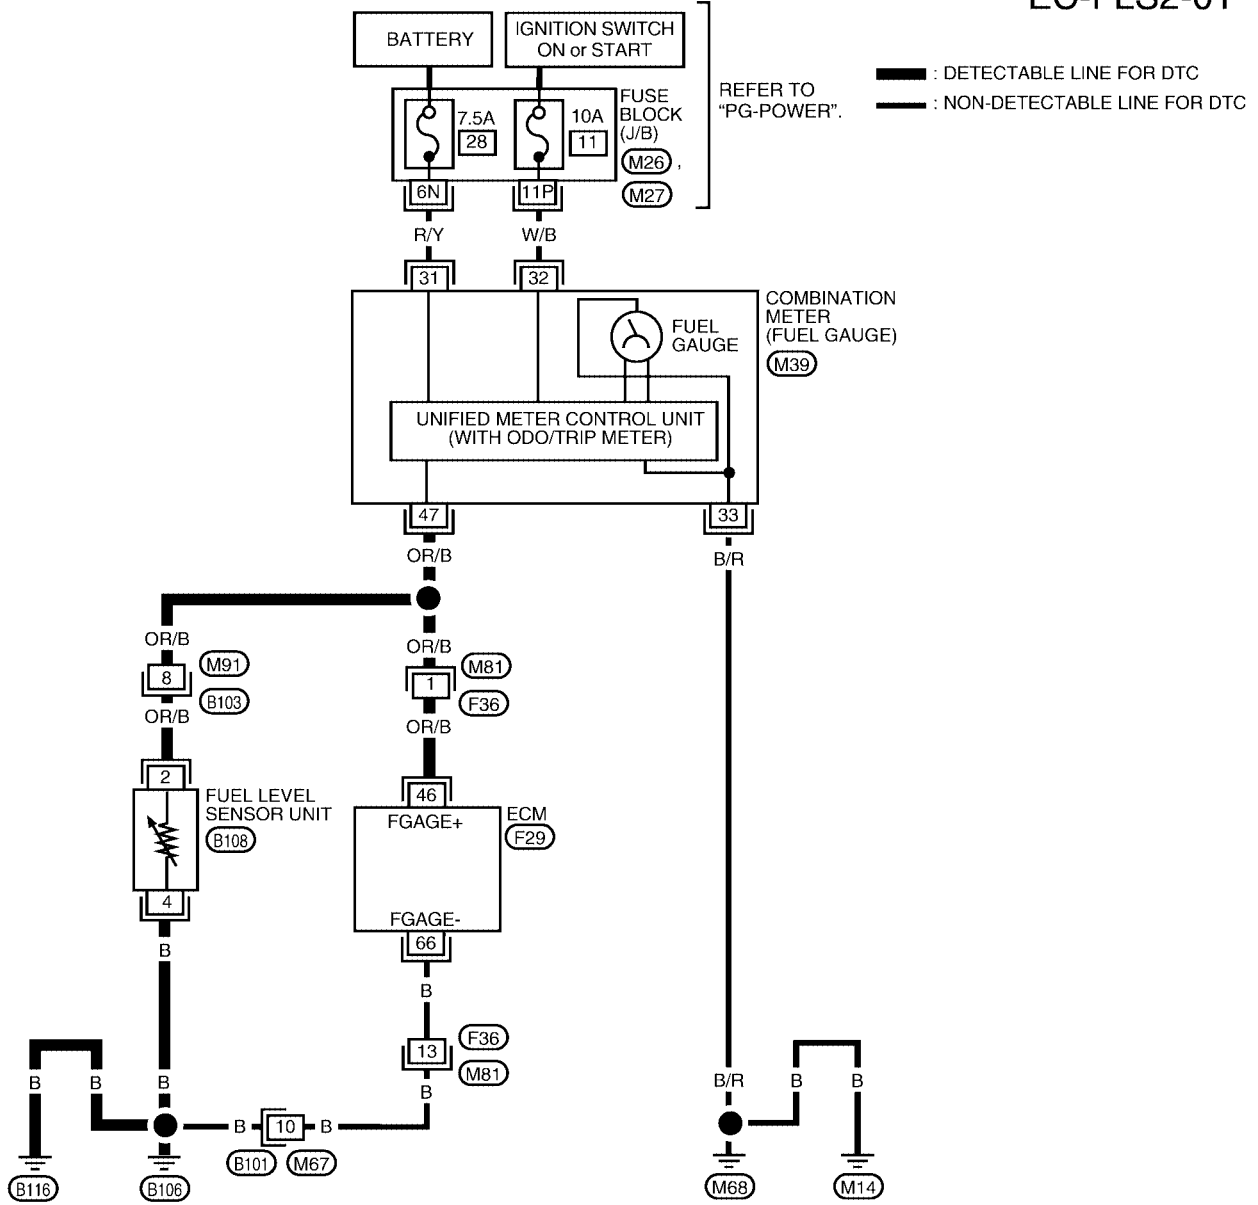 BATTERY
IGNITION SWITCH
ON or START
: DETECTABLE LINE FOR DTC
: NON-DETECTABLE LINE FOR DTC
REFER TO
"PG-POWER".
7.5A
28
10A
11
FUSE
BLOCK
(J/B)
M26 ,
M27
6N
11P
R/Y
W/B
31
32
COMBINATION
METER
(FUEL GAUGE)
M39
FUEL
GAUGE
UNIFIED METER CONTROL UNIT
(WITH ODO/TRIP METER)
47
33
OR/B
B/R
OR/B
OR/B
8
M91
B103
1
M81
F36
OR/B
OR/B
2
FUEL LEVEL
SENSOR UNIT
B108
4
46
FGAGE+
ECM
F29
FGAGE-
66
B
B
13
F36
M81
B
B
B
B
B/R
B
B
B
10
B
B101
M67
B116
B106
M68
M14